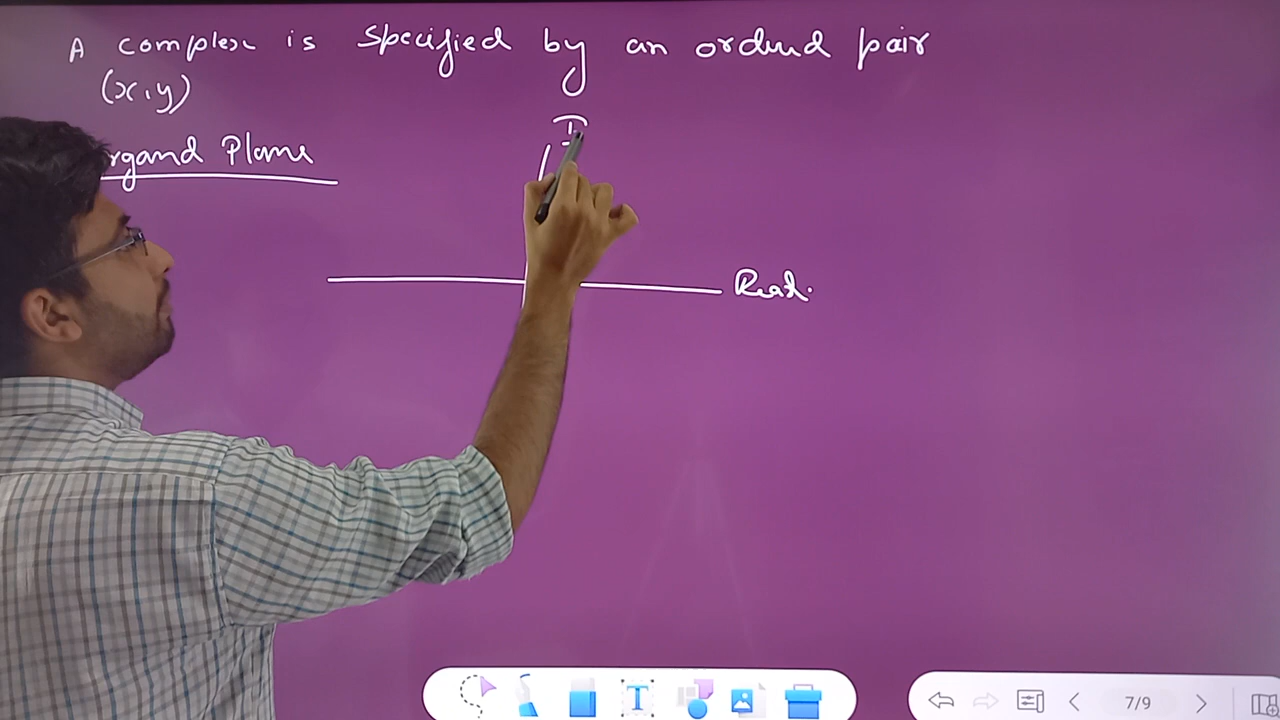 A complex is specified by an ordered pair
(x,y)
rgand Plane
Real.
I
T
7/9